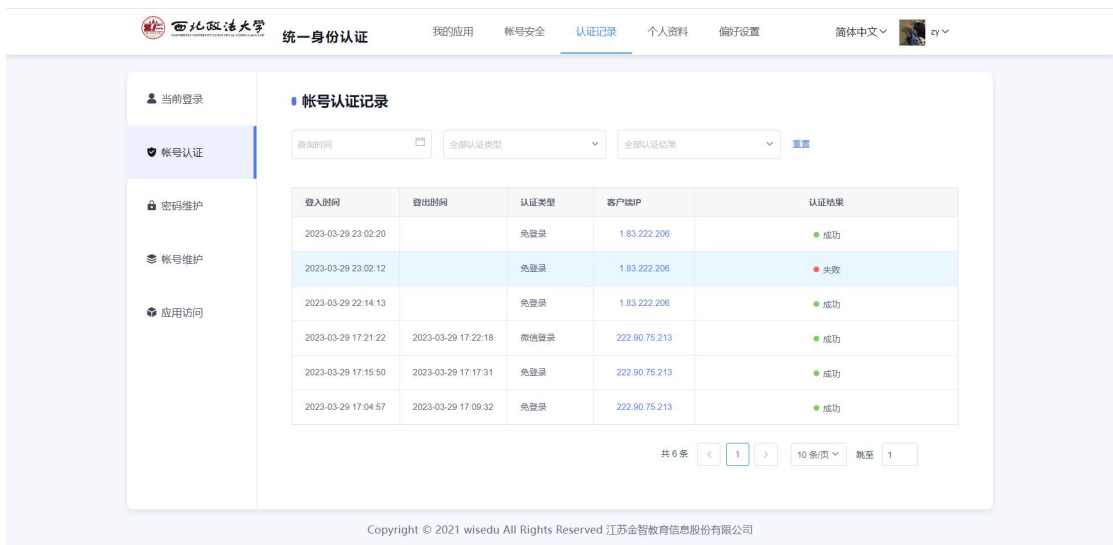 西北政法大学 统一身份认证 我的应用 帐号安全 认证记录 个人资料 偏好设置 简体中文 zy
当前登录
帐号认证
密码维护
帐号维护
应用访问
帐号认证记录
查询时间 全部认证类型 全部认证结果 重置
登入时间 登出时间 认证类型 客户端IP 认证结果
2023-03-29 23:02:20 免登录 1.83.222.206 成功
2023-03-29 23:02:12 免登录 1.83.222.206 失败
2023-03-29 22:14:13 免登录 1.83.222.206 成功
2023-03-29 17:21:22 2023-03-29 17:22:18 微信登录 222.90.75.213 成功
2023-03-29 17:15:50 2023-03-29 17:17:31 免登录 222.90.75.213 成功
2023-03-29 17:04:57 2023-03-29 17:09:32 免登录 222.90.75.213 成功
共 6 条 < 1 > 10 条/页 跳至 1
Copyright © 2021 wisedu All Rights Reserved 江苏金智教育信息股份有限公司